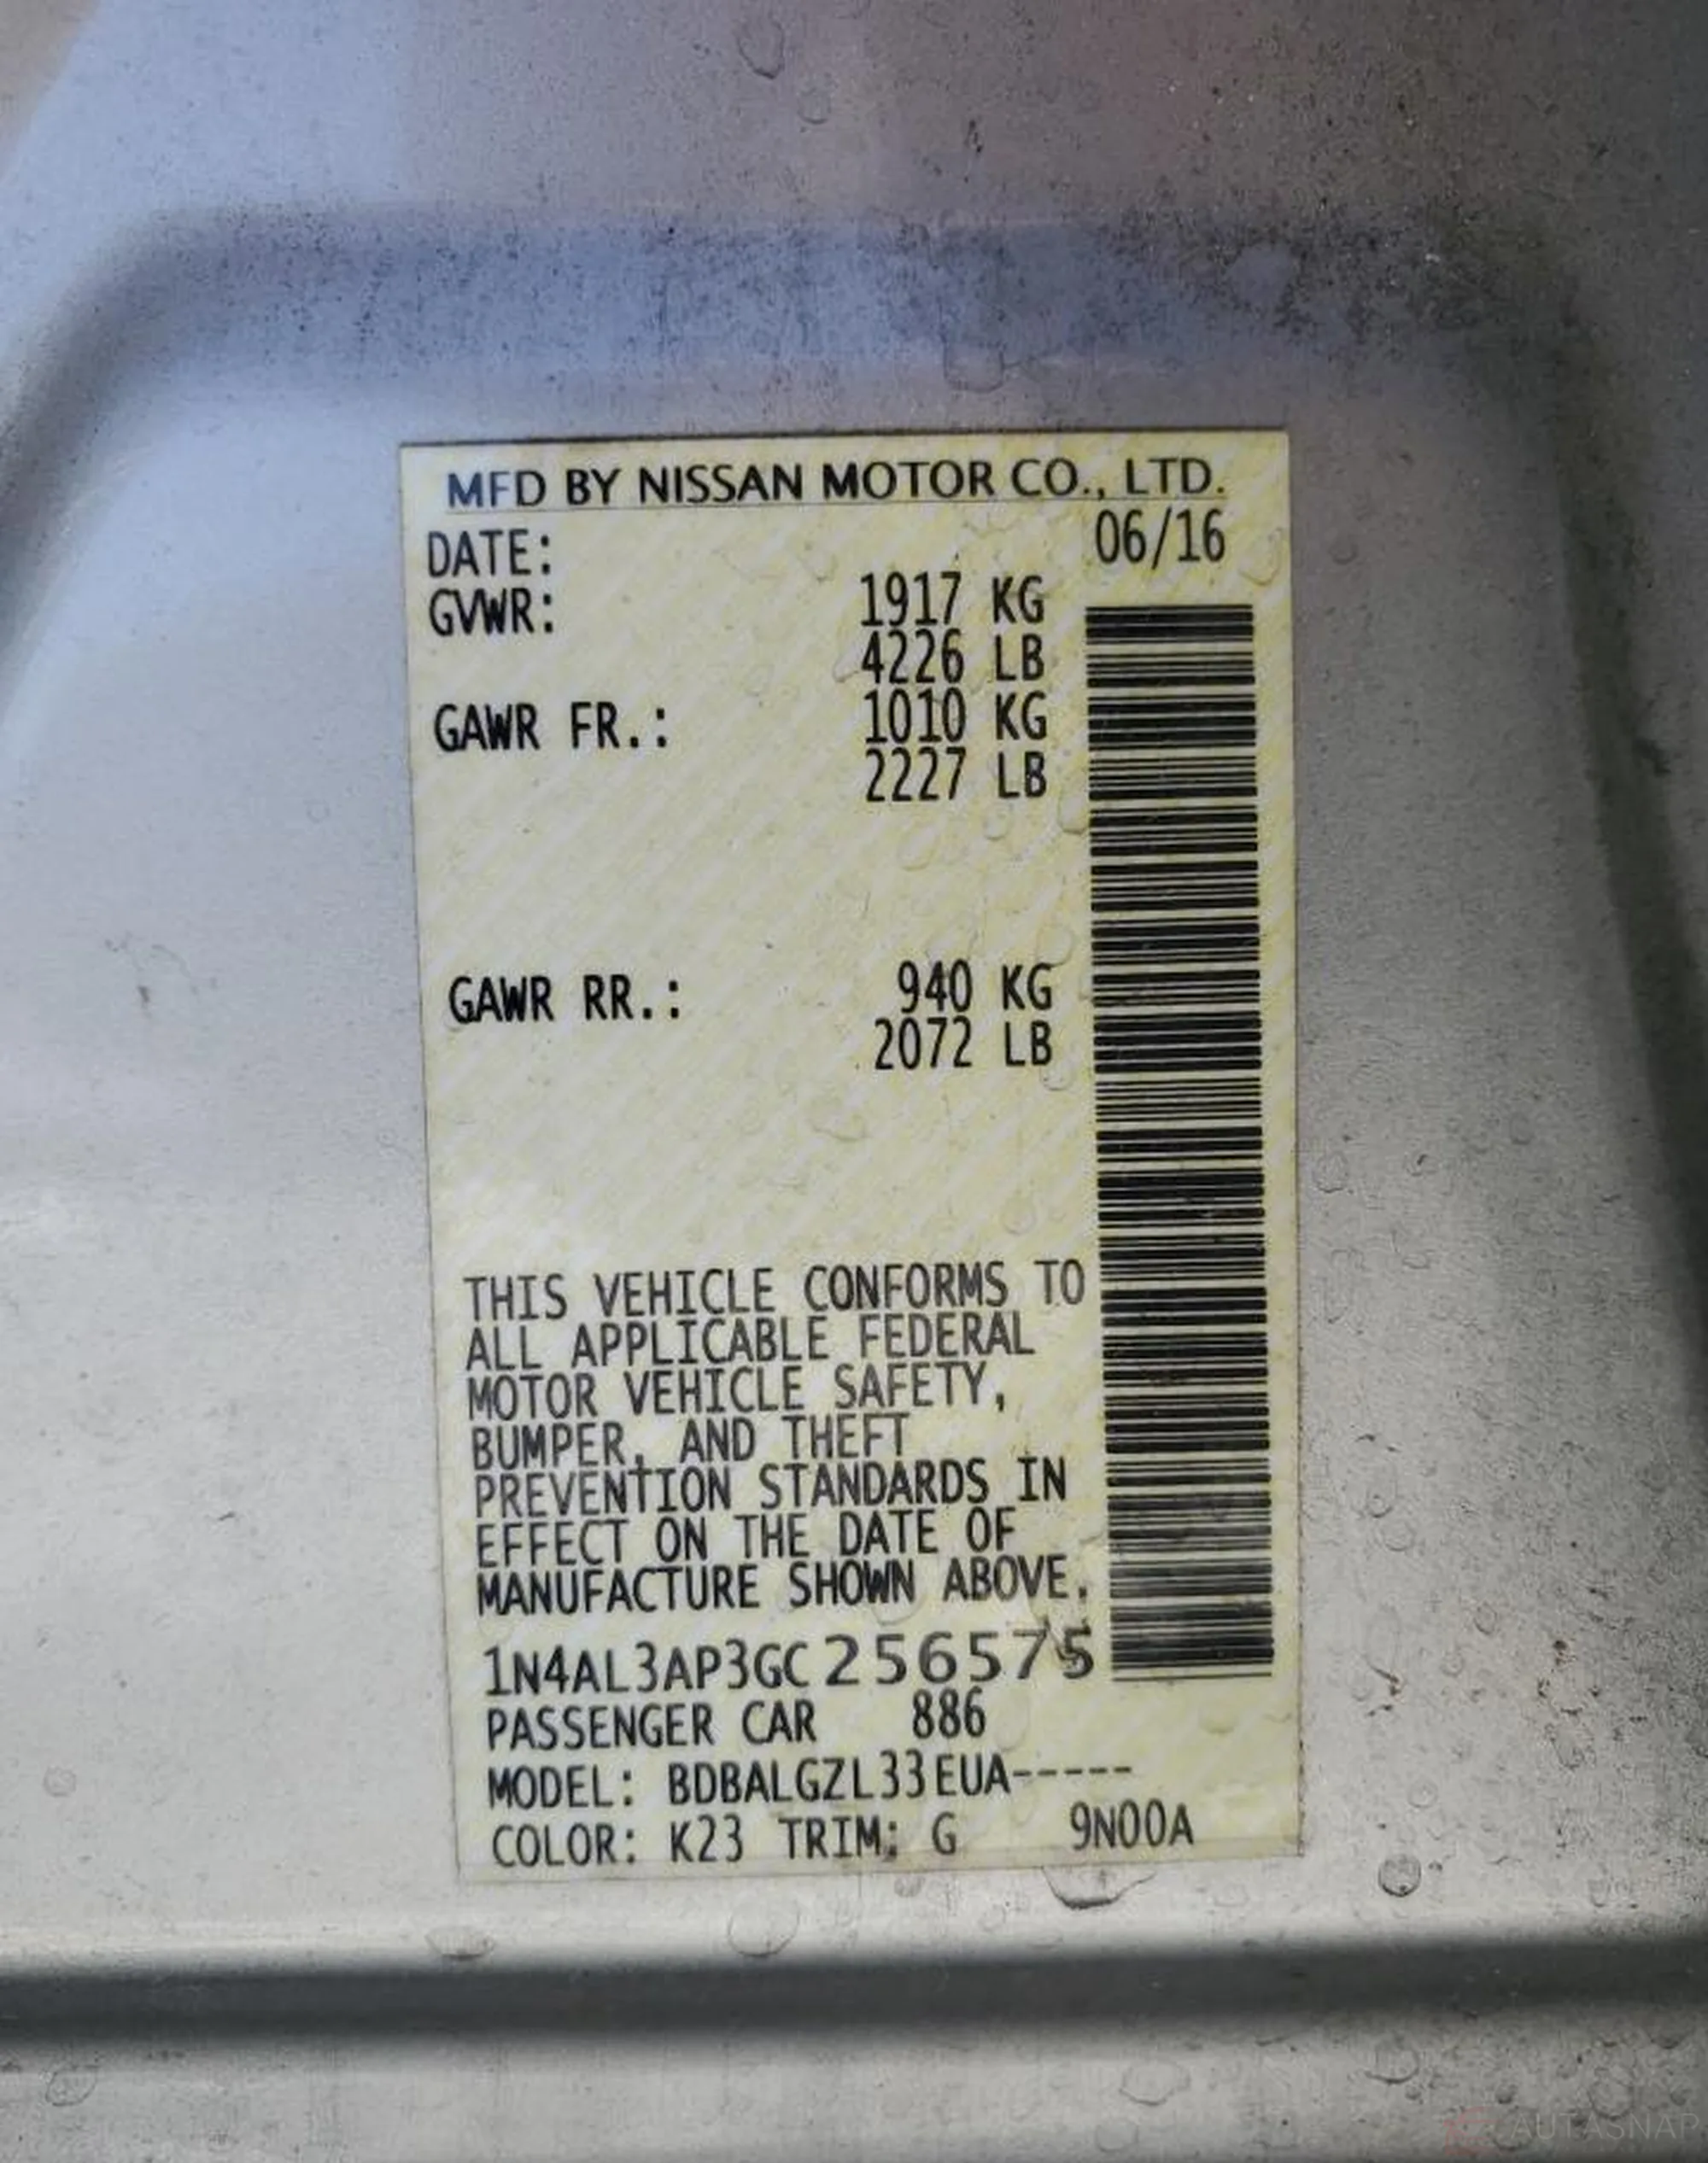 MFD BY NISSAN MOTOR CO., LTD.
DATE: 06/16
GVWR: 1917 KG
4226 LB
GAWR FR.: 1010 KG
2227 LB
GAWR RR.: 940 KG
2072 LB
THIS VEHICLE CONFORMS TO
ALL APPLICABLE FEDERAL
MOTOR VEHICLE SAFETY,
BUMPER, AND THEFT
PREVENTION STANDARDS IN
EFFECT ON THE DATE OF
MANUFACTURE SHOWN ABOVE.
1N4AL3AP3GC256575
PASSENGER CAR 886
MODEL: BDBALGZL33EUA-----
COLOR: K23 TRIM: G 9N00A
AUTASNAP